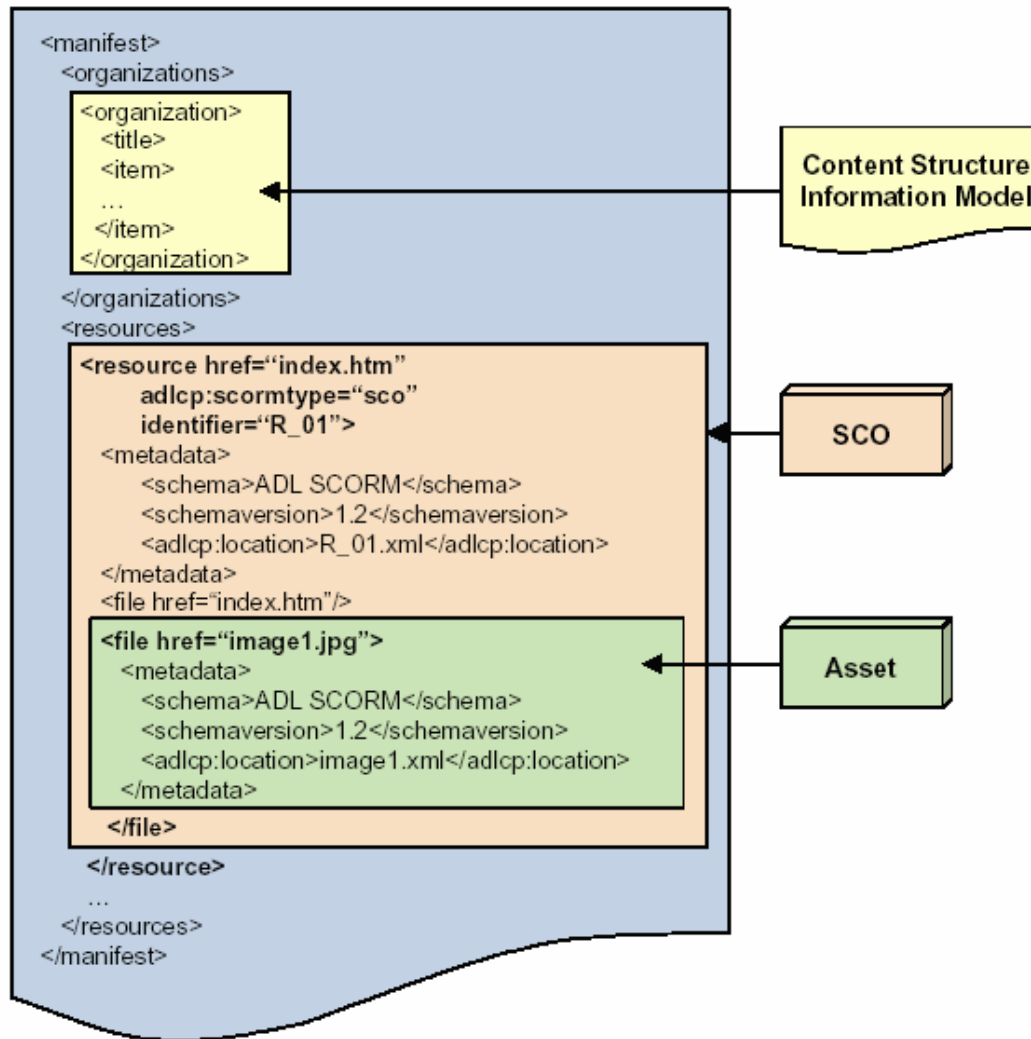 <manifest>
<organizations>
<organization>
<title>
<item>
...
</item>
</organization>
</organizations>
<resources>
<resource href=“index.htm”
adlcp:scormtype=“sco”
identifier=“R_01”>
<metadata>
<schema>ADL SCORM</schema>
<schemaversion>1.2</schemaversion>
<adlcp:location>R_01.xml</adlcp:location>
</metadata>
<file href=“index.htm”/>
<file href=“image1.jpg”>
<metadata>
<schema>ADL SCORM</schema>
<schemaversion>1.2</schemaversion>
<adlcp:location>image1.xml</adlcp:location>
</metadata>
</file>
</resource>
...
</resources>
</manifest>
Content Structure
Information Model
SCO
Asset